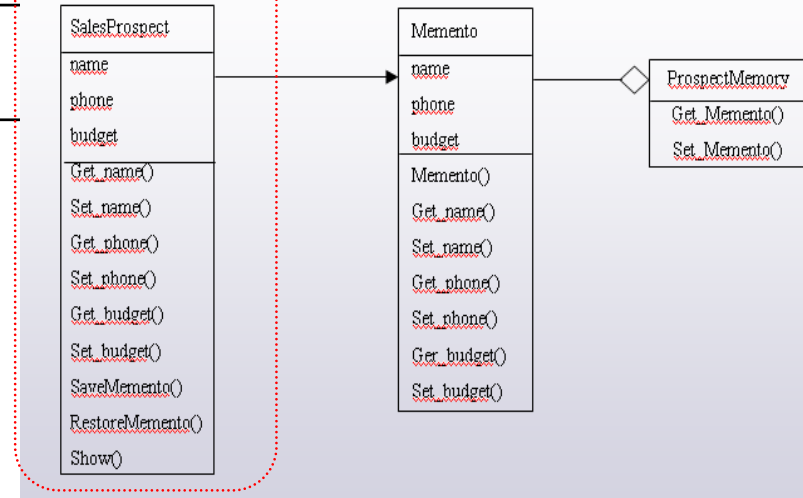 SalesProspect
name
phone
budget
Get_name()
Set_name()
Get_phone()
Set_phone()
Get_budget()
Set_budget()
SaveMemento()
RestoreMemento()
Show()
Memento
name
phone
budget
Memento()
Get_name()
Set_name()
Get_phone()
Set_phone()
Ger_budget()
Set_budget()
ProspectMemory
Get_Memento()
Set_Memento()